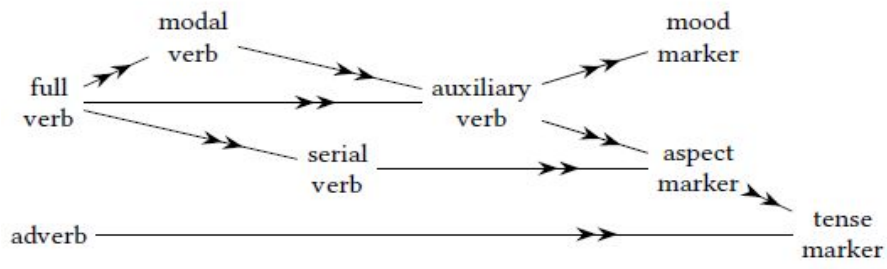 modal
verb
mood
marker
full
verb
auxiliary
verb
serial
verb
aspect
marker
adverb
tense
marker